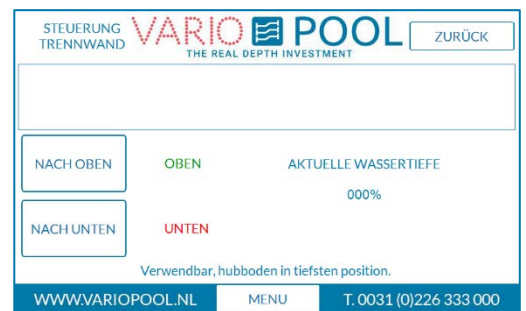 STEUERUNG
TRENNWAND
VARIO POOL
THE REAL DEPTH INVESTMENT
ZURÜCK
NACH OBEN
OBEN
AKTUELLE WASSERTIEFE
000%
NACH UNTEN
UNTEN
Verwendbar, hubboden in tiefsten position.
WWW.VARIOPOOL.NL
MENU
T. 0031 (0)226 333 000